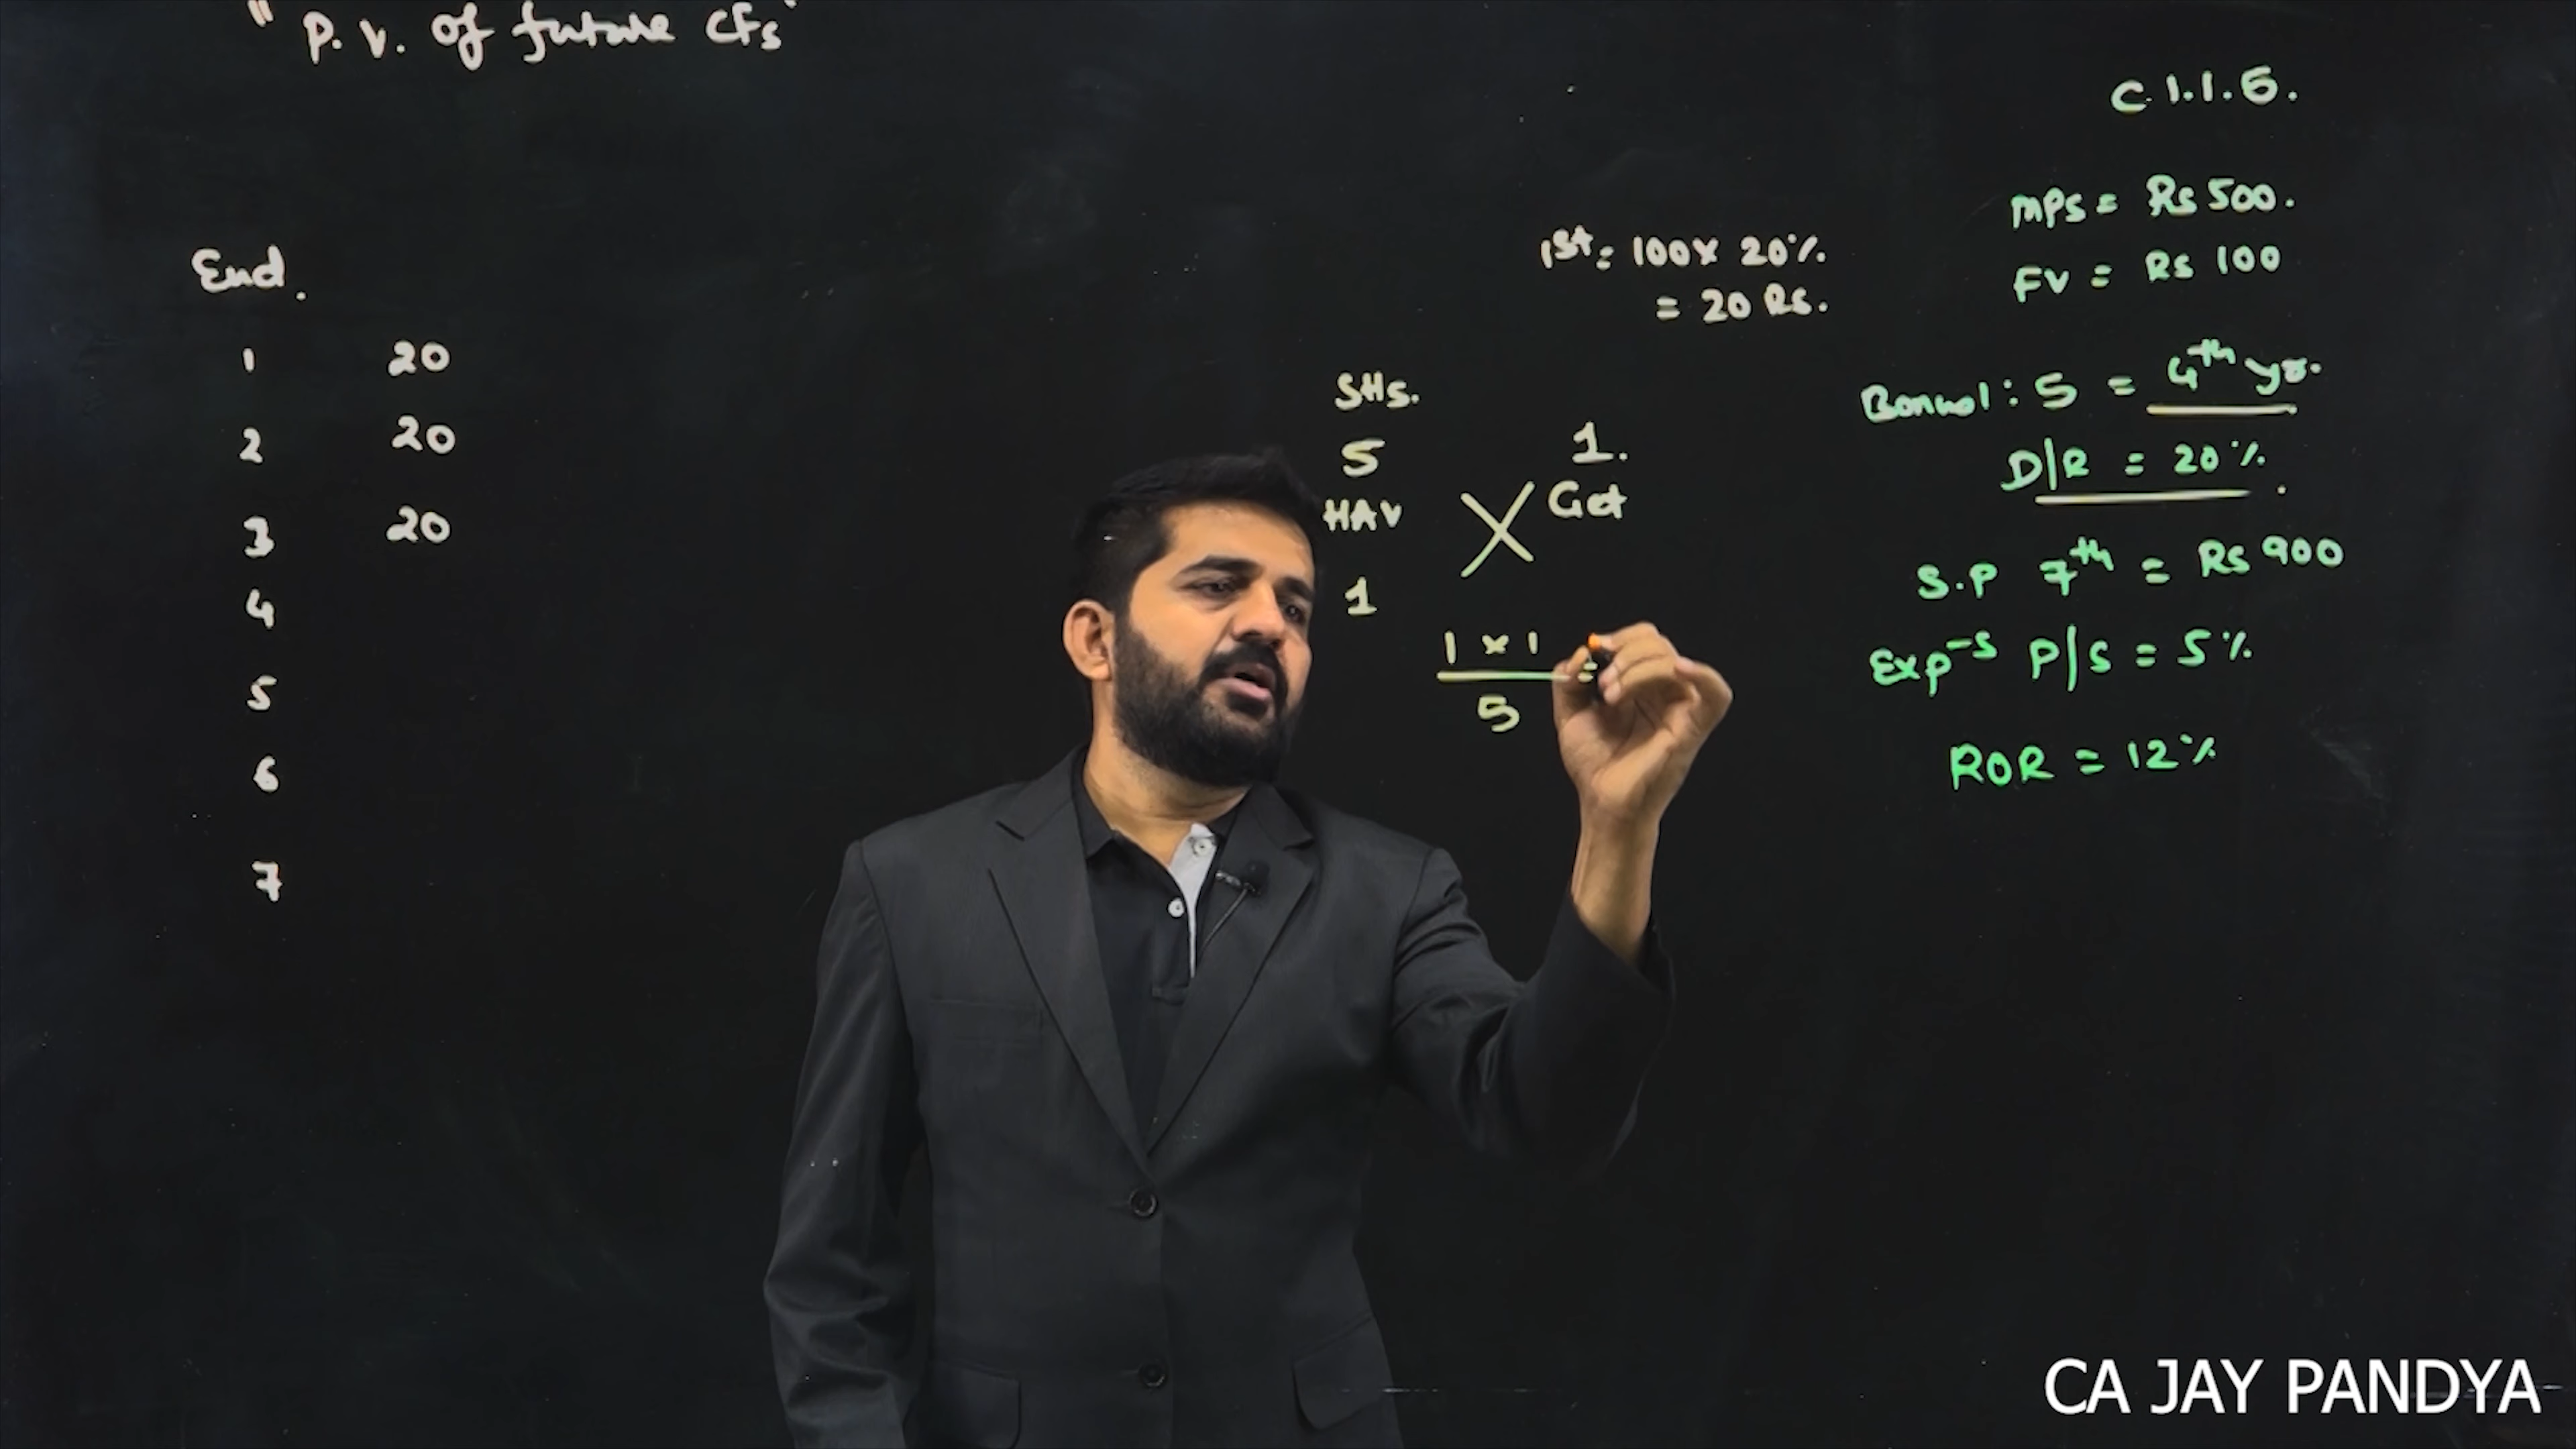 " P. V. of future CFs "
End.
1 20
2 20
3 20
4
5
6
7
1st = 100 x 20%.
= 20 Rs.
SHs.
5 1.
HAV Get
1
1 x 1 =
5
C.1.1.5.
MPS = Rs 500.
FV = Rs 100
1 : 5 = 4th yr.
D/R = 20%.
S.P 7th = Rs 900
Exp-s P/S = 5%
ROR = 12%
CA JAY PANDYA